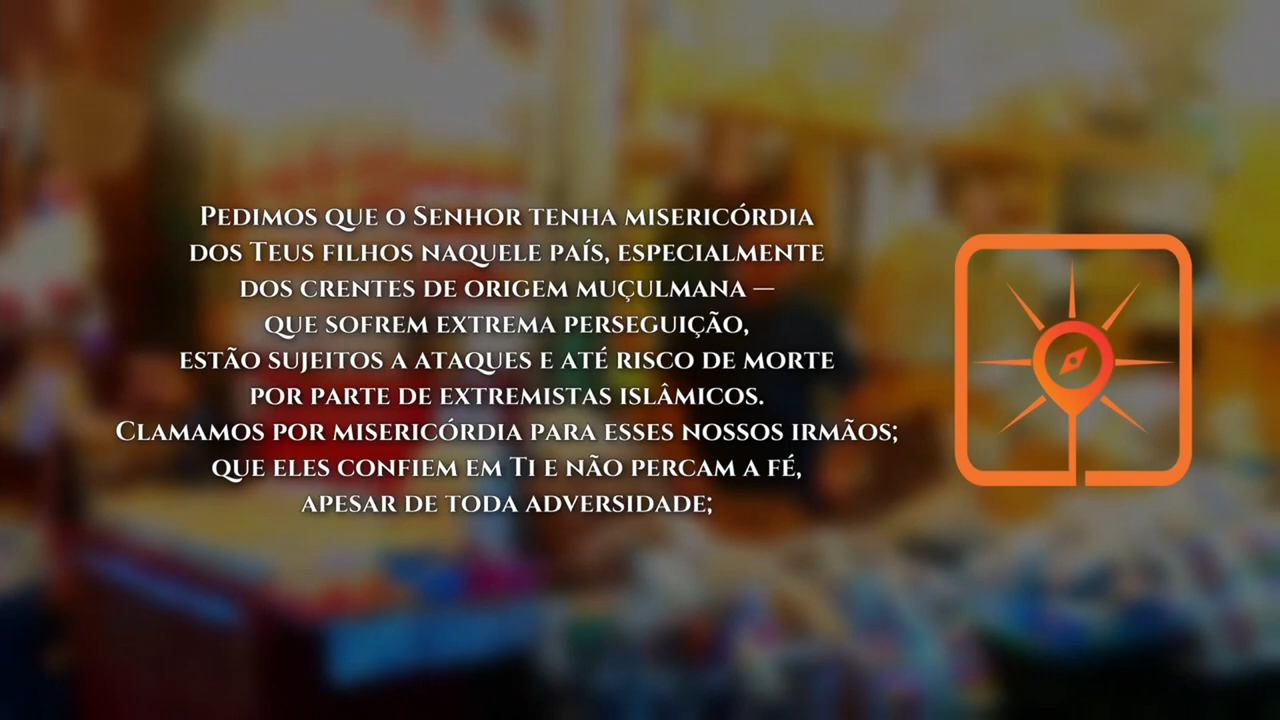 Pedimos que o Senhor tenha misericórdia
dos Teus filhos naquele país, especialmente
dos crentes de origem muçulmana —
que sofrem extrema perseguição,
estão sujeitos a ataques e até risco de morte
por parte de extremistas islâmicos.
Clamamos por misericórdia para esses nossos irmãos;
que eles confiem em Ti e não percam a fé,
apesar de toda adversidade;